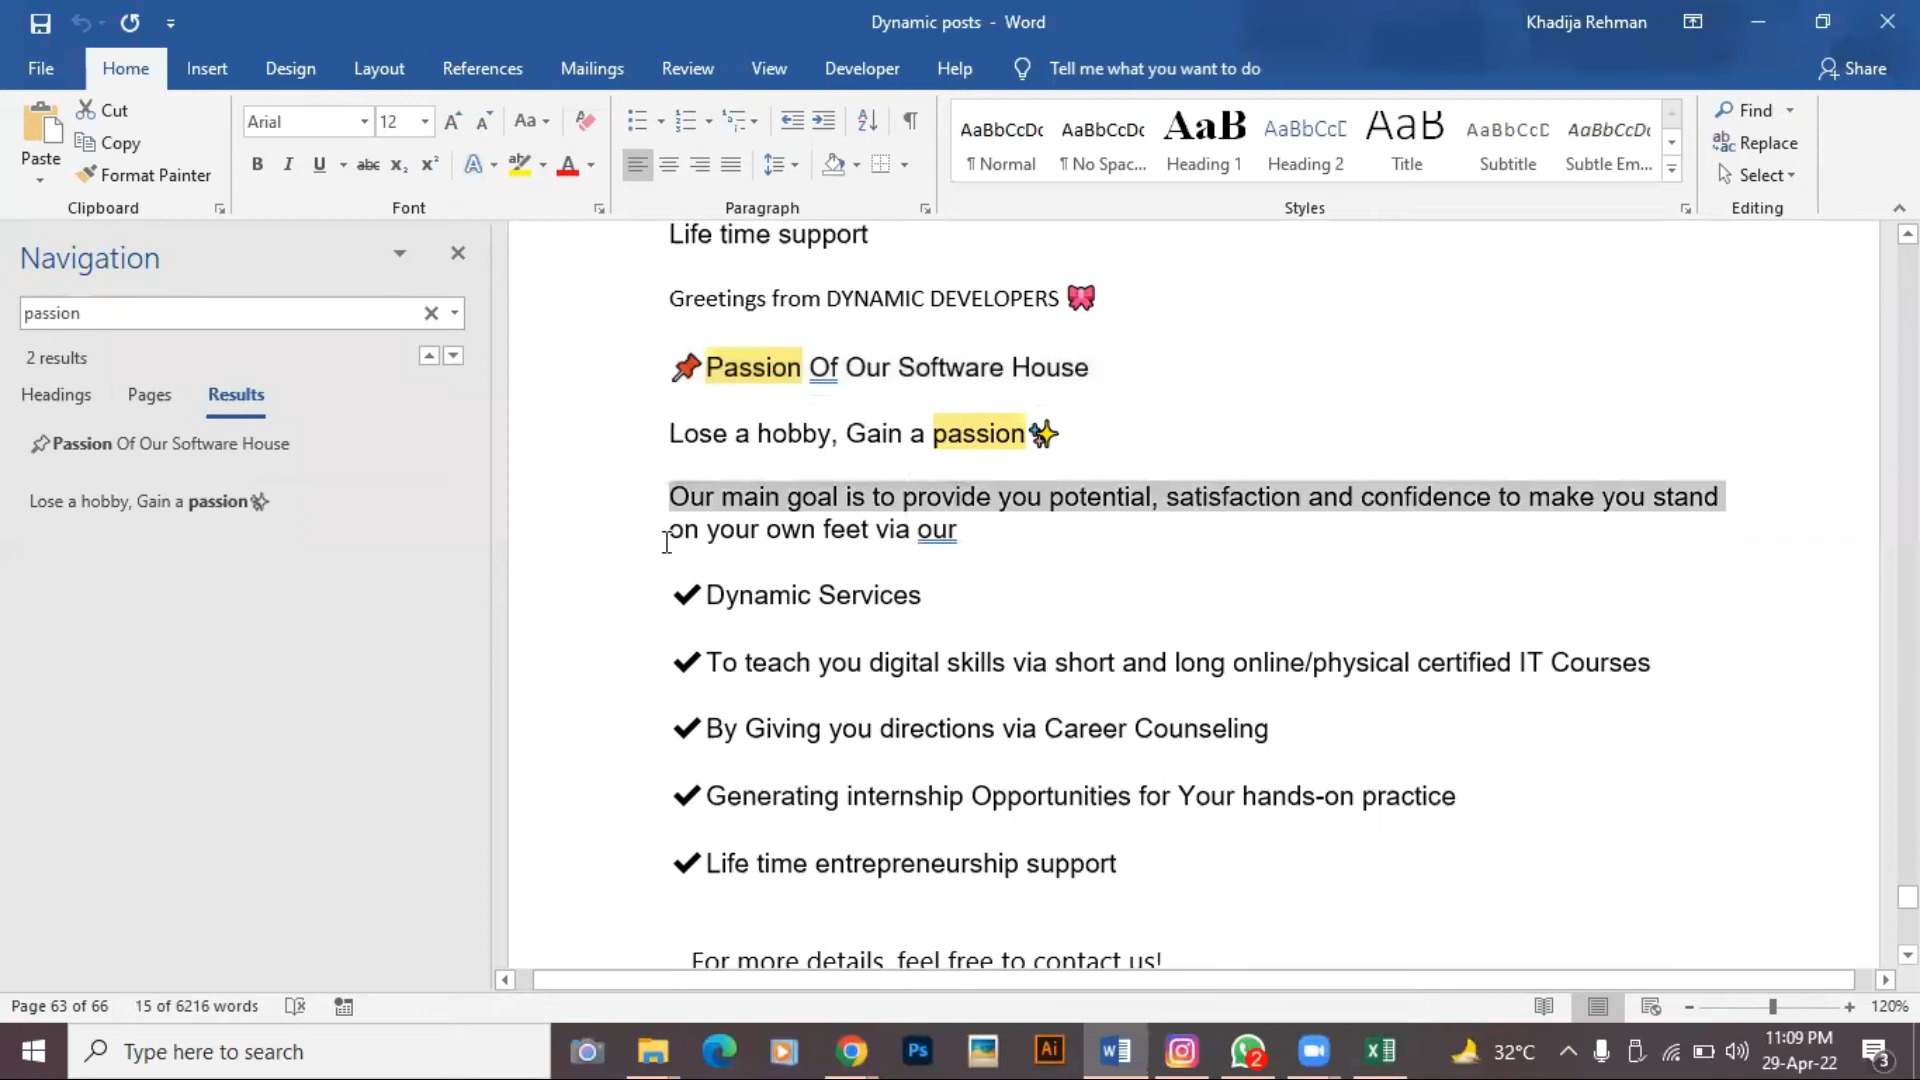 Dynamic posts - Word
Khadija Rehman
File Home Insert Design Layout References Mailings Review View Developer Help Tell me what you want to do Share
Paste
Cut
Copy
Format Painter
Clipboard
Arial 12
Aa
B I U abc x₂ x² A A
Font
Paragraph
AaBbCcDc AaBbCcDc AaB AaBbCcD AaB AaBbCcD AaBbCcDc
¶ Normal ¶ No Spac... Heading 1 Heading 2 Title Subtitle Subtle Em...
Styles
Find
Replace
Select
Editing
Navigation
passion
2 results
Headings Pages Results
📌Passion Of Our Software House
Lose a hobby, Gain a passion✨
Life time support
Greetings from DYNAMIC DEVELOPERS 🎀
📌Passion Of Our Software House
Lose a hobby, Gain a passion✨
Our main goal is to provide you potential, satisfaction and confidence to make you stand
on your own feet via our
✔Dynamic Services
✔To teach you digital skills via short and long online/physical certified IT Courses
✔By Giving you directions via Career Counseling
✔Generating internship Opportunities for Your hands-on practice
✔Life time entrepreneurship support
For more details, feel free to contact us!
Page 63 of 66 15 of 6216 words 120%
Type here to search
Ps Ai 2
32°C
11:09 PM
29-Apr-22
3